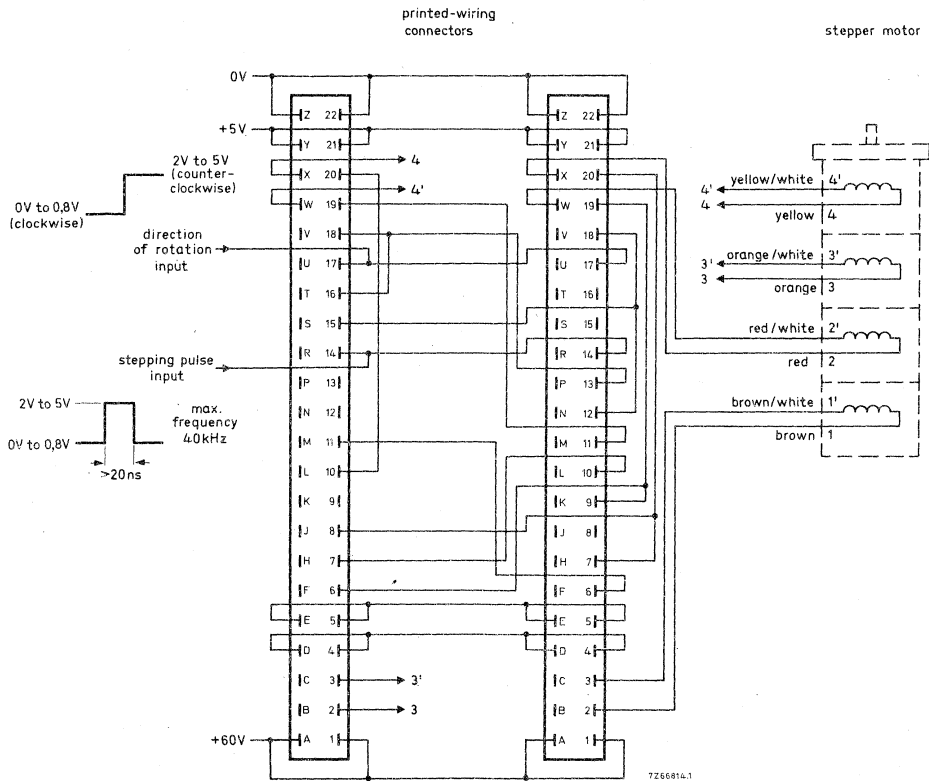 printed-wiring
connectors
stepper motor
0V
+5V
2V to 5V
(counter-
clockwise)
0V to 0,8V
(clockwise)
direction
of rotation
input
stepping pulse
input
2V to 5V
max.
frequency
40kHz
0V to 0,8V
>20ns
+60V
Z 22
Y 21
X 20
W 19
V 18
U 17
T 16
S 15
R 14
P 13
N 12
M 11
L 10
K 9
J 8
H 7
F 6
E 5
D 4
C 3
B 2
A 1
4
4'
3'
3
Z 22
Y 21
X 20
W 19
V 18
U 17
T 16
S 15
R 14
P 13
N 12
M 11
L 10
K 9
J 8
H 7
F 6
E 5
D 4
C 3
B 2
A 1
4' yellow/white 4'
4 yellow 4
3' orange/white 3'
3 orange 3
red/white 2'
red 2
brown/white 1'
brown 1
7Z66814.1